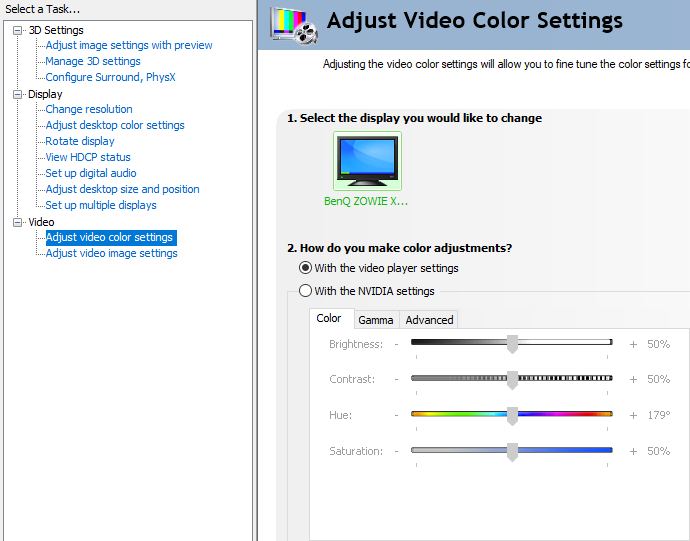 Select a Task...
3D Settings
Adjust image settings with preview
Manage 3D settings
Configure Surround, PhysX
Display
Change resolution
Adjust desktop color settings
Rotate display
View HDCP status
Set up digital audio
Adjust desktop size and position
Set up multiple displays
Video
Adjust video color settings
Adjust video image settings
Adjust Video Color Settings
Adjusting the video color settings will allow you to fine tune the color settings fo
1. Select the display you would like to change
BenQ ZOWIE X...
2. How do you make color adjustments?
With the video player settings
With the NVIDIA settings
Color Gamma Advanced
Brightness: - + 50%
Contrast: - + 50%
Hue: - + 179°
Saturation: - + 50%